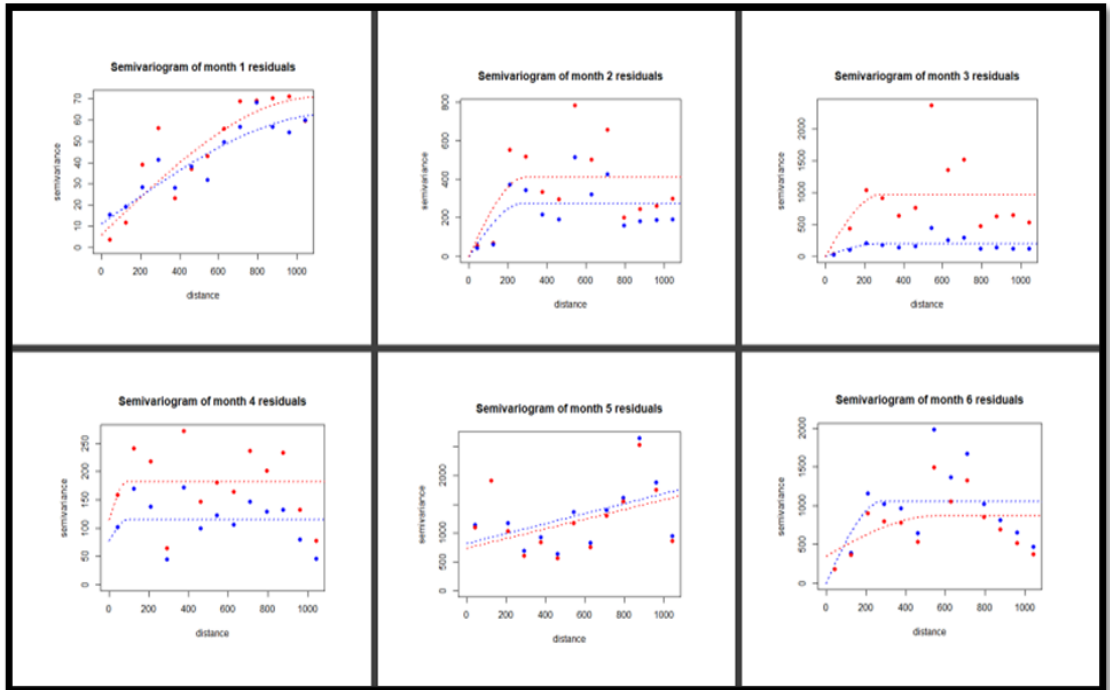 Semivariogram of month 1 residuals
semivariance
70
60
50
40
30
20
10
0
0 200 400 600 800 1000
distance
Semivariogram of month 2 residuals
semivariance
800
600
400
200
0
0 200 400 600 800 1000
distance
Semivariogram of month 3 residuals
semivariance
2000
1500
1000
500
0
0 200 400 600 800 1000
distance
Semivariogram of month 4 residuals
semivariance
250
200
150
100
50
0
0 200 400 600 800 1000
distance
Semivariogram of month 5 residuals
semivariance
2000
1000
500
0
0 200 400 600 800 1000
distance
Semivariogram of month 6 residuals
semivariance
2000
1500
1000
500
0
0 200 400 600 800 1000
distance